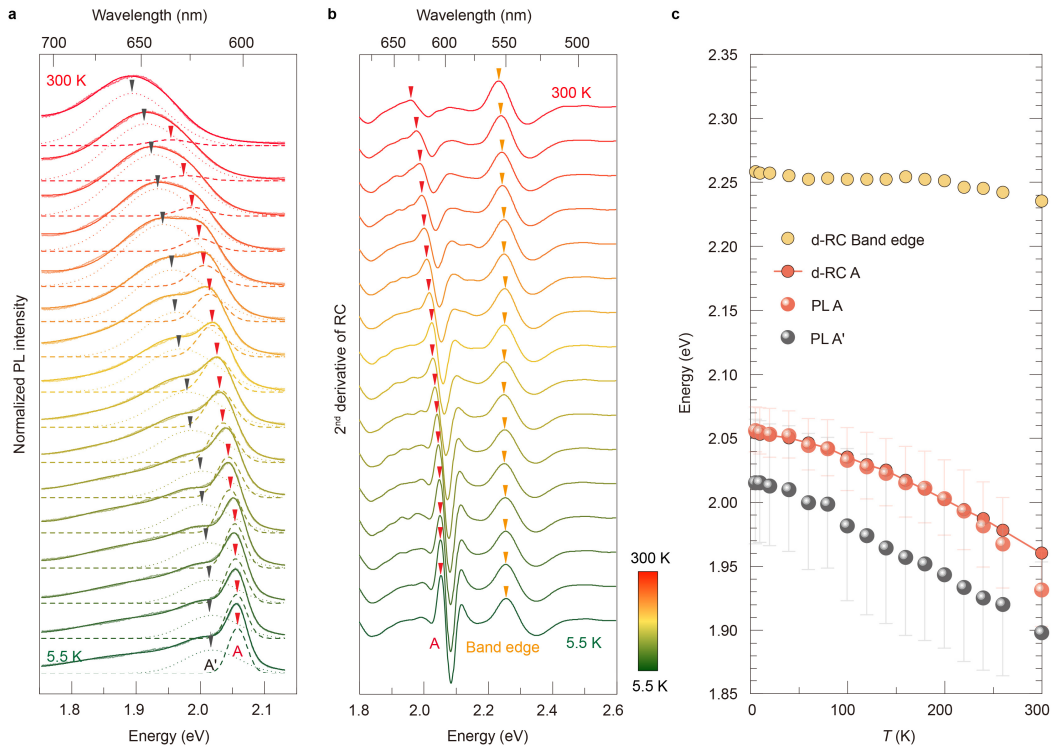 a
Wavelength (nm)
700 650 600
300 K
Normalized PL intensity
5.5 K
A'
A
1.8 1.9 2.0 2.1
Energy (eV)
b
Wavelength (nm)
650 600 550 500
300 K
2nd derivative of RC
A
Band edge
5.5 K
1.8 2.0 2.2 2.4 2.6
Energy (eV)
300 K
5.5 K
c
2.35
2.30
2.25
2.20
2.15
2.10
2.05
2.00
1.95
1.90
1.85
Energy (eV)
d-RC Band edge
d-RC A
PL A
PL A'
0 100 200 300
T (K)